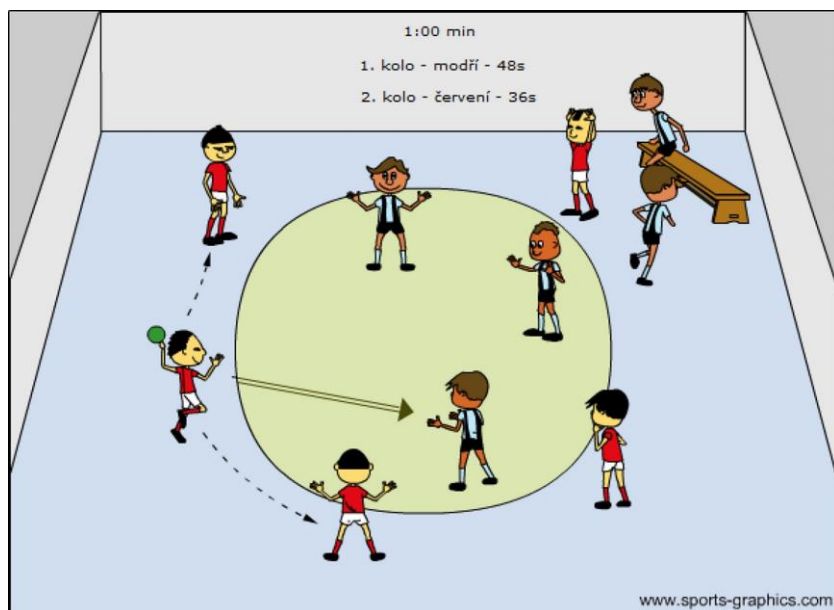 1:00 min
1. kolo - modří - 48s
2. kolo - červení - 36s
www.sports-graphics.com